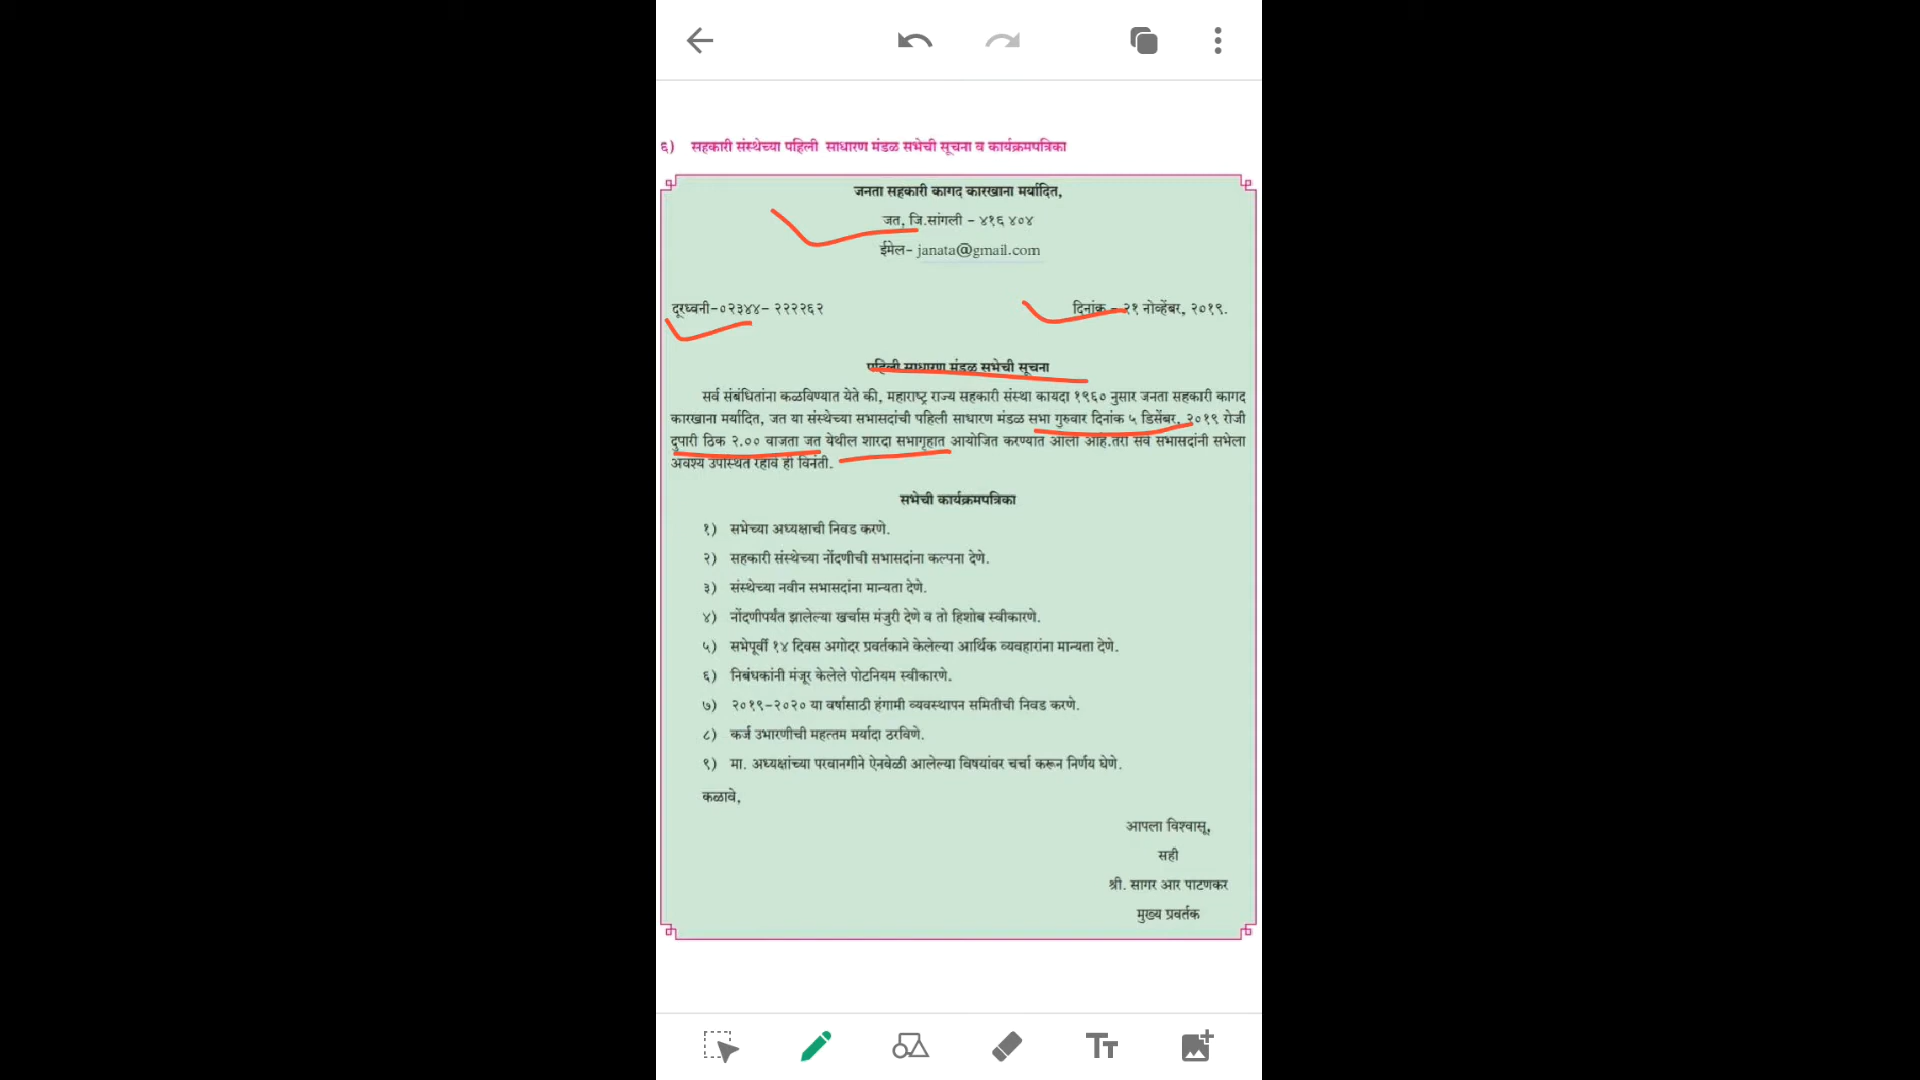 ६) सहकारी संस्थेच्या पहिली साधारण मंडळ सभेची सूचना व कार्यक्रमपत्रिका
जनता सहकारी कागद कारखाना मर्यादित,
जत, जि.सांगली - ४१६ ४०४
ईमेल- janata@gmail.com
दूरध्वनी-०२३४४- २२२२६२
दिनांक - २१ नोव्हेंबर, २०१९.
पहिली साधारण मंडळ सभेची सूचना
सर्व संबंधितांना कळविण्यात येते की, महाराष्ट्र राज्य सहकारी संस्था कायदा १९६० नुसार जनता सहकारी कागद
कारखाना मर्यादित, जत या संस्थेच्या सभासदांची पहिली साधारण मंडळ सभा गुरुवार दिनांक ५ डिसेंबर, २०१९ रोजी
दुपारी ठिक २.०० वाजता जत येथील शारदा सभागृहात आयोजित करण्यात आली आहे.तरी सर्व सभासदांनी सभेला
अवश्य उपस्थित रहावे ही विनंती.
सभेची कार्यक्रमपत्रिका
१) सभेच्या अध्यक्षाची निवड करणे.
२) सहकारी संस्थेच्या नोंदणीची सभासदांना कल्पना देणे.
३) संस्थेच्या नवीन सभासदांना मान्यता देणे.
४) नोंदणीपर्यंत झालेल्या खर्चास मंजुरी देणे व तो हिशोब स्वीकारणे.
५) सभेपूर्वी १४ दिवस अगोदर प्रवर्तकाने केलेल्या आर्थिक व्यवहारांना मान्यता देणे.
६) निबंधकांनी मंजूर केलेले पोटनियम स्वीकारणे.
७) २०१९-२०२० या वर्षासाठी हंगामी व्यवस्थापन समितीची निवड करणे.
८) कर्ज उभारणीची महत्तम मर्यादा ठरविणे.
९) मा. अध्यक्षांच्या परवानगीने ऐनवेळी आलेल्या विषयांवर चर्चा करून निर्णय घेणे.
कळावे,
आपला विश्वासू,
सही
श्री. सागर आर पाटणकर
मुख्य प्रवर्तक